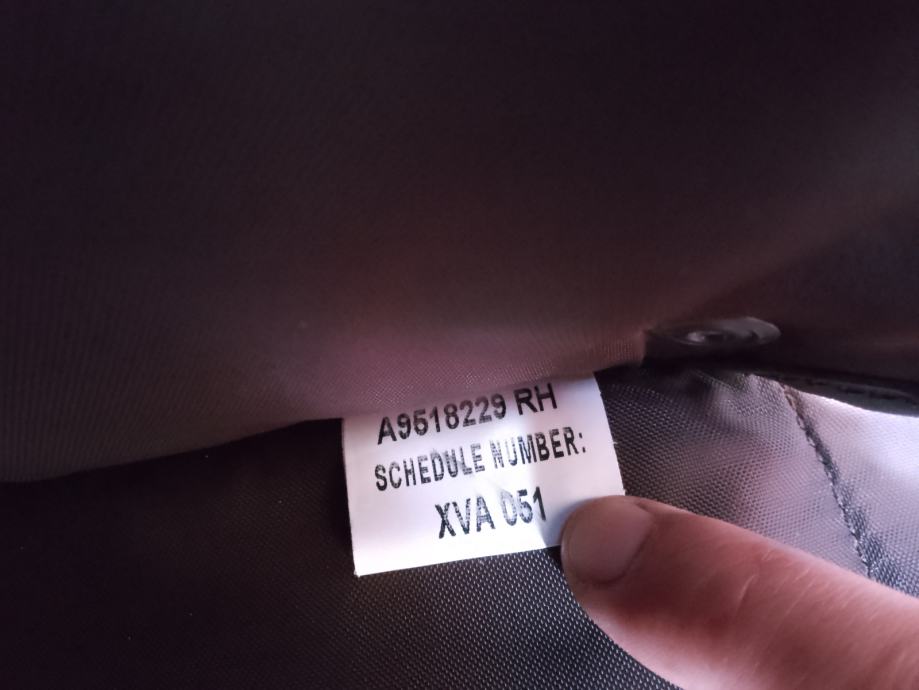 A9518229 RH
SCHEDULE NUMBER:
XVA 051